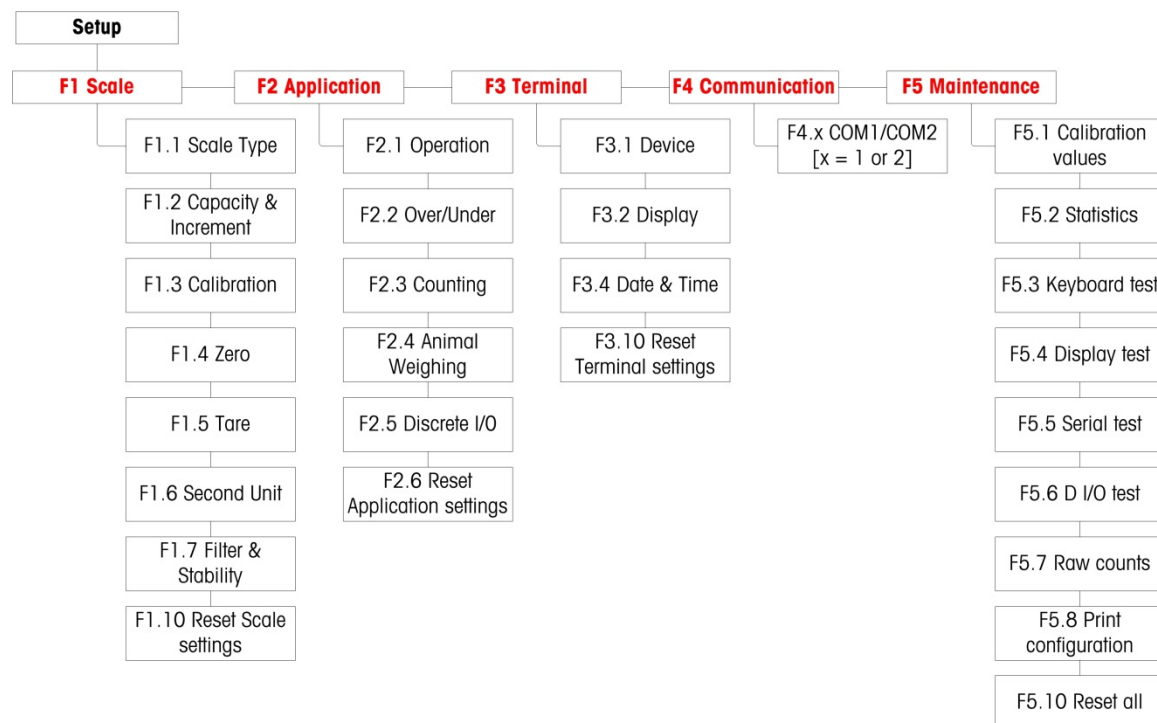 Setup
F1 Scale
F2 Application
F3 Terminal
F4 Communication
F5 Maintenance
F1.1 Scale Type
F1.2 Capacity &
Increment
F1.3 Calibration
F1.4 Zero
F1.5 Tare
F1.6 Second Unit
F1.7 Filter &
Stability
F1.10 Reset Scale
settings
F2.1 Operation
F2.2 Over/Under
F2.3 Counting
F2.4 Animal
Weighing
F2.5 Discrete I/O
F2.6 Reset
Application settings
F3.1 Device
F3.2 Display
F3.4 Date & Time
F3.10 Reset
Terminal settings
F4.x COM1/COM2
[x = 1 or 2]
F5.1 Calibration
values
F5.2 Statistics
F5.3 Keyboard test
F5.4 Display test
F5.5 Serial test
F5.6 D I/O test
F5.7 Raw counts
F5.8 Print
configuration
F5.10 Reset all